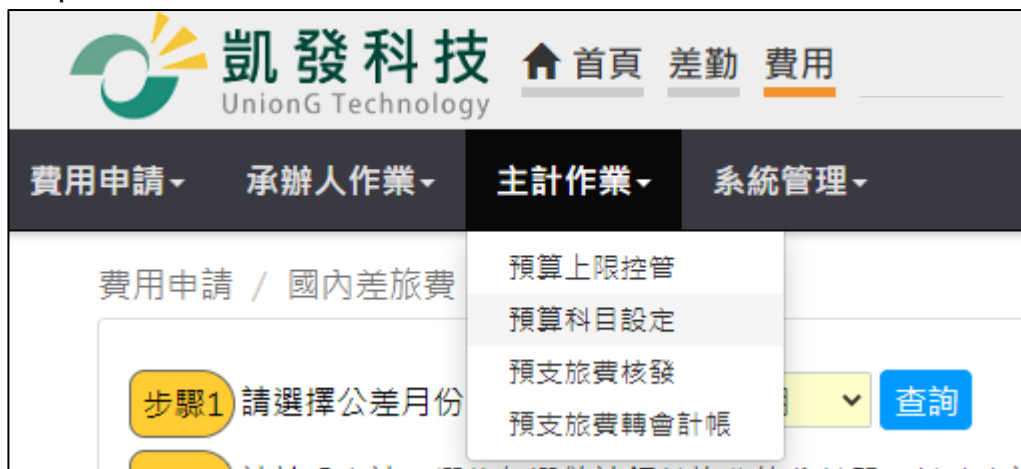 凱發科技
UnionG Technology
首頁 差勤 費用
費用申請 承辦人作業 主計作業 系統管理
預算上限控管
預算科目設定
預支旅費核發
預支旅費轉會計帳
費用申請 / 國內差旅費
步驟1 請選擇公差月份 查詢